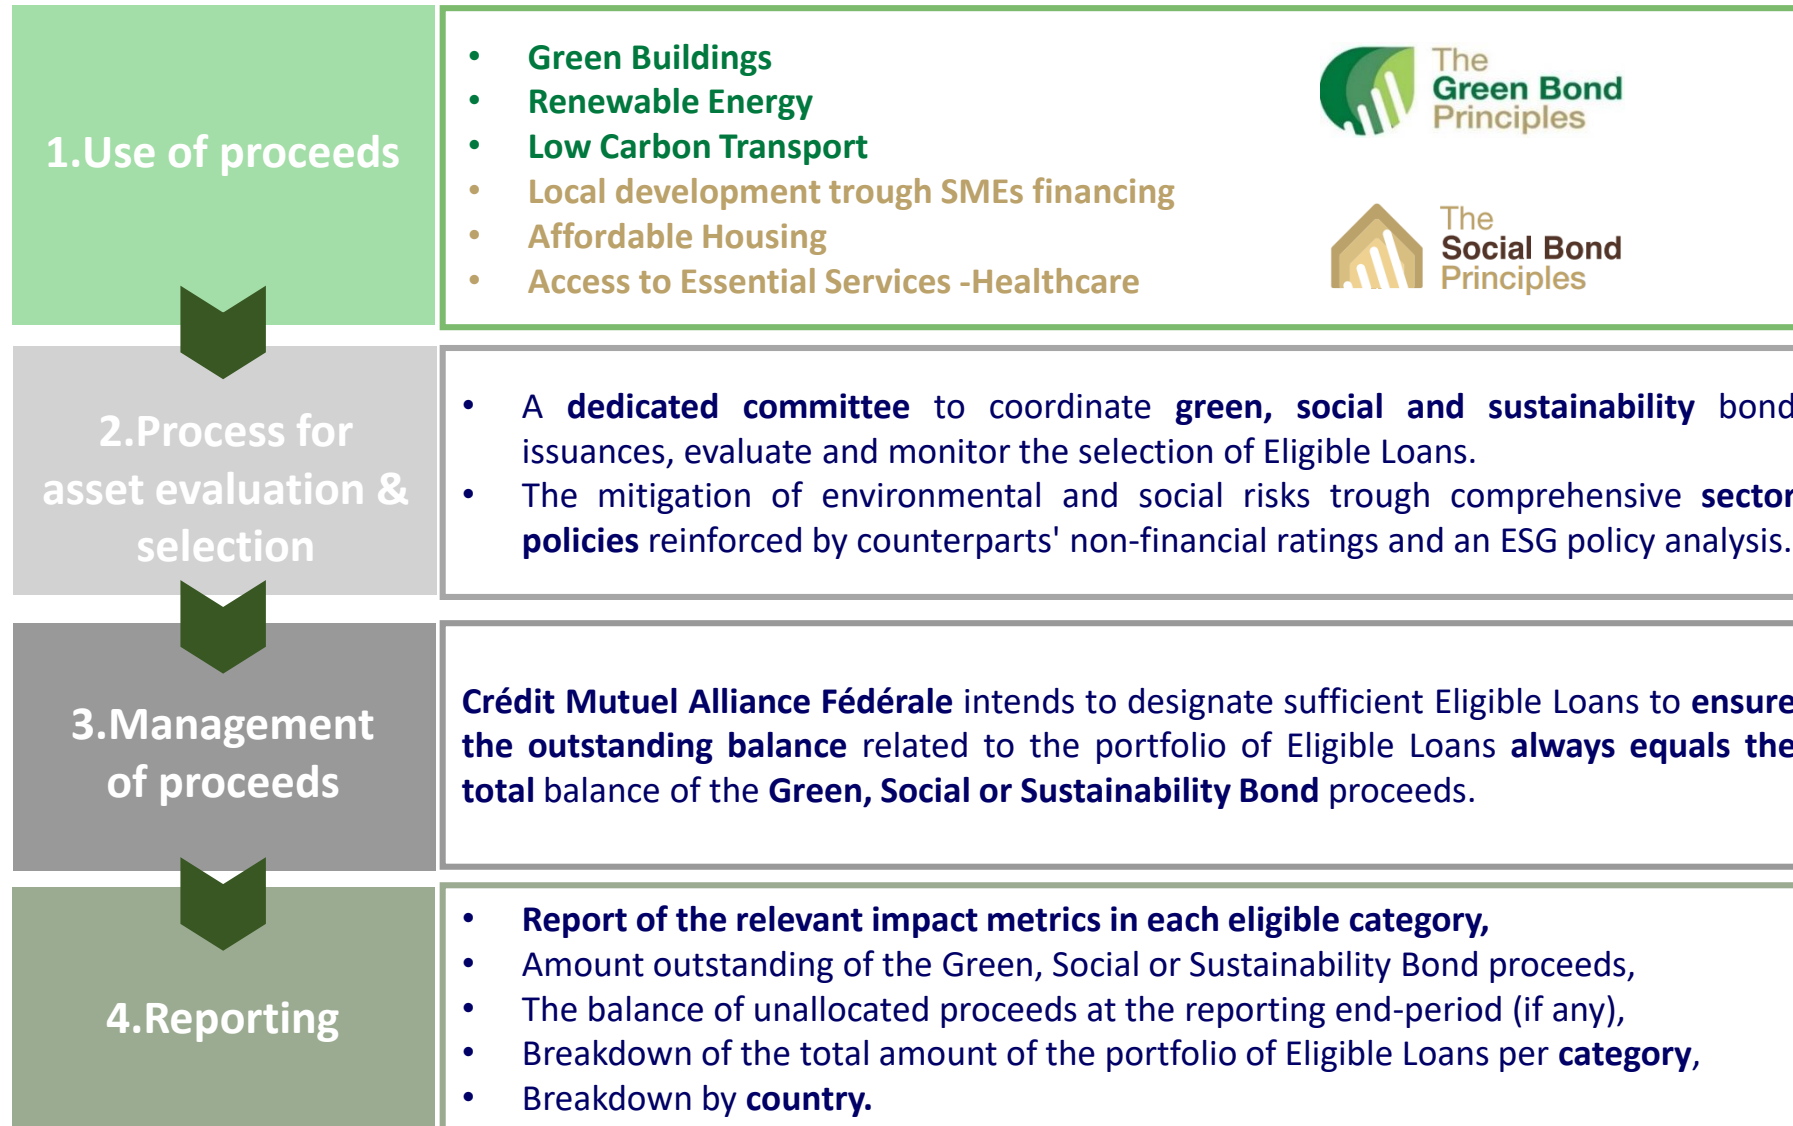 1.Use of proceeds
• Green Buildings
• Renewable Energy
• Low Carbon Transport
• Local development trough SMEs financing
• Affordable Housing
• Access to Essential Services -Healthcare
The
Green Bond
Principles
The
Social Bond
Principles
2.Process for
asset evaluation &
selection
• A dedicated committee to coordinate green, social and sustainability bond
issuances, evaluate and monitor the selection of Eligible Loans.
• The mitigation of environmental and social risks trough comprehensive sector
policies reinforced by counterparts' non-financial ratings and an ESG policy analysis.
3.Management
of proceeds
Crédit Mutuel Alliance Fédérale intends to designate sufficient Eligible Loans to ensure
the outstanding balance related to the portfolio of Eligible Loans always equals the
total balance of the Green, Social or Sustainability Bond proceeds.
4.Reporting
• Report of the relevant impact metrics in each eligible category,
• Amount outstanding of the Green, Social or Sustainability Bond proceeds,
• The balance of unallocated proceeds at the reporting end-period (if any),
• Breakdown of the total amount of the portfolio of Eligible Loans per category,
• Breakdown by country.